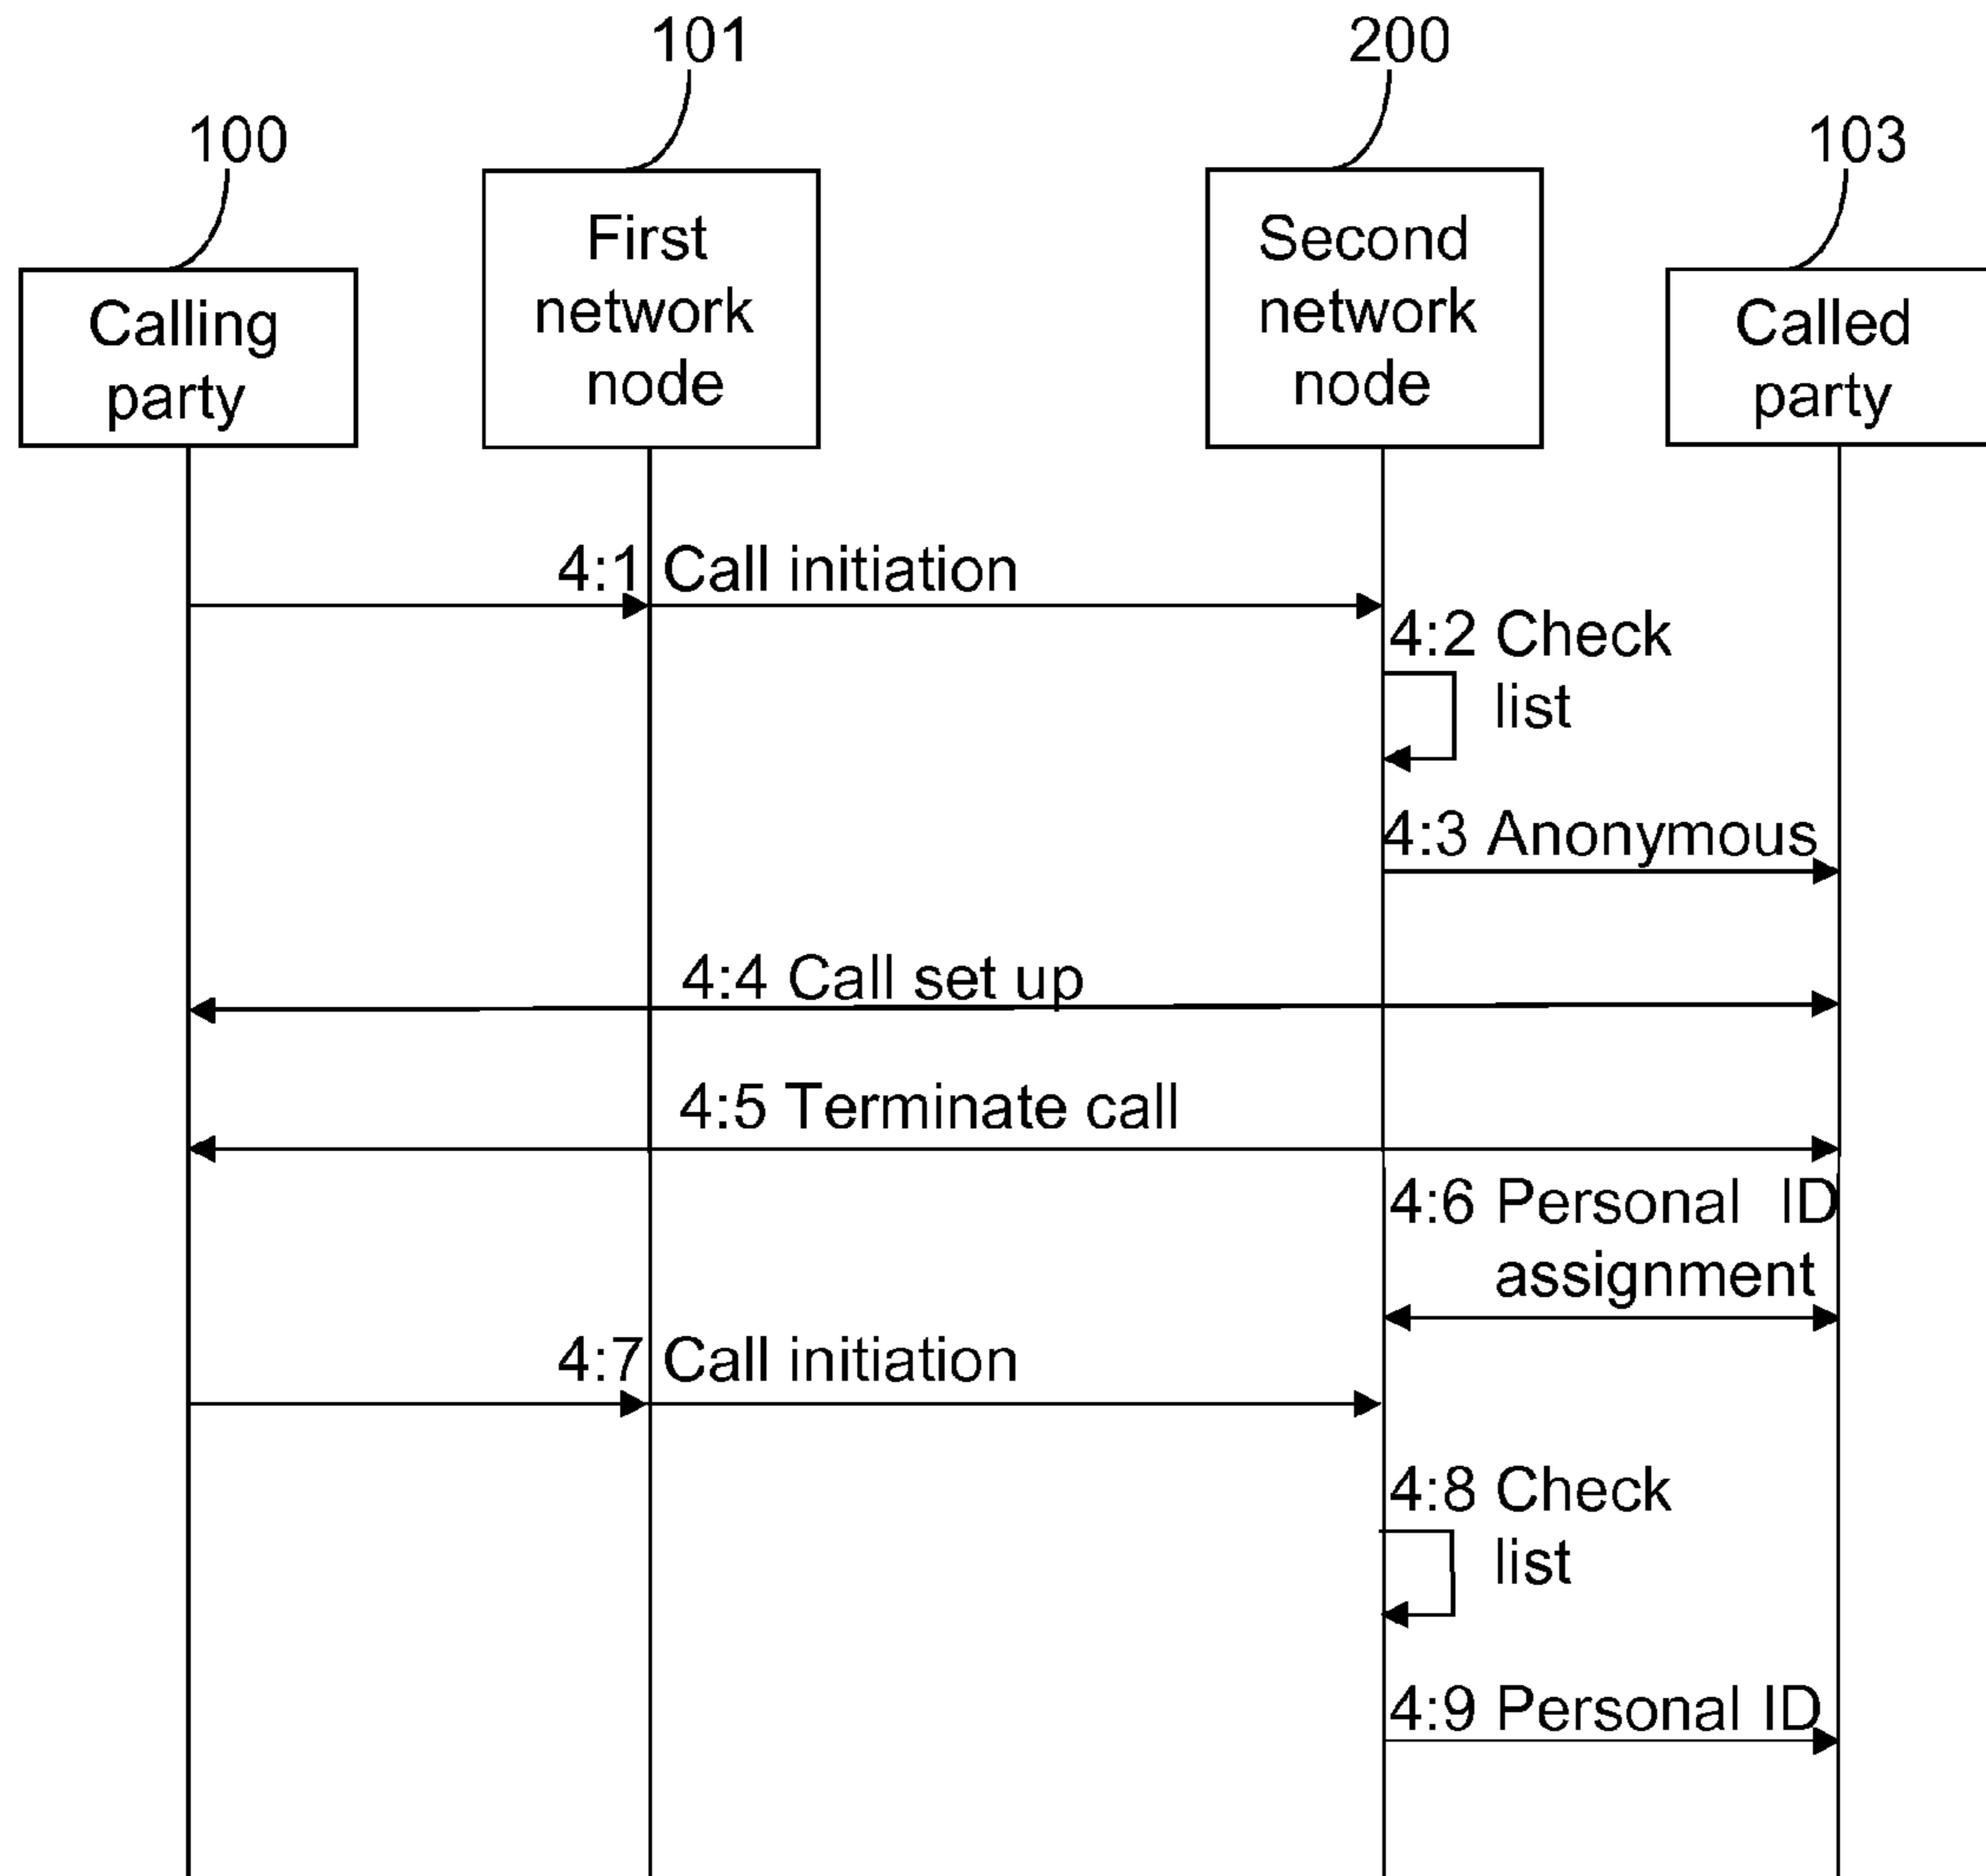 101
200
100
103
First
network
node
Second
network
node
Calling
party
Called
party
4:1 Call initiation
4:2 Check
list
4:3 Anonymous
4:4 Call set up
4:5 Terminate call
4:6 Personal ID
assignment
4:7 Call initiation
4:8 Check
list
4:9 Personal ID